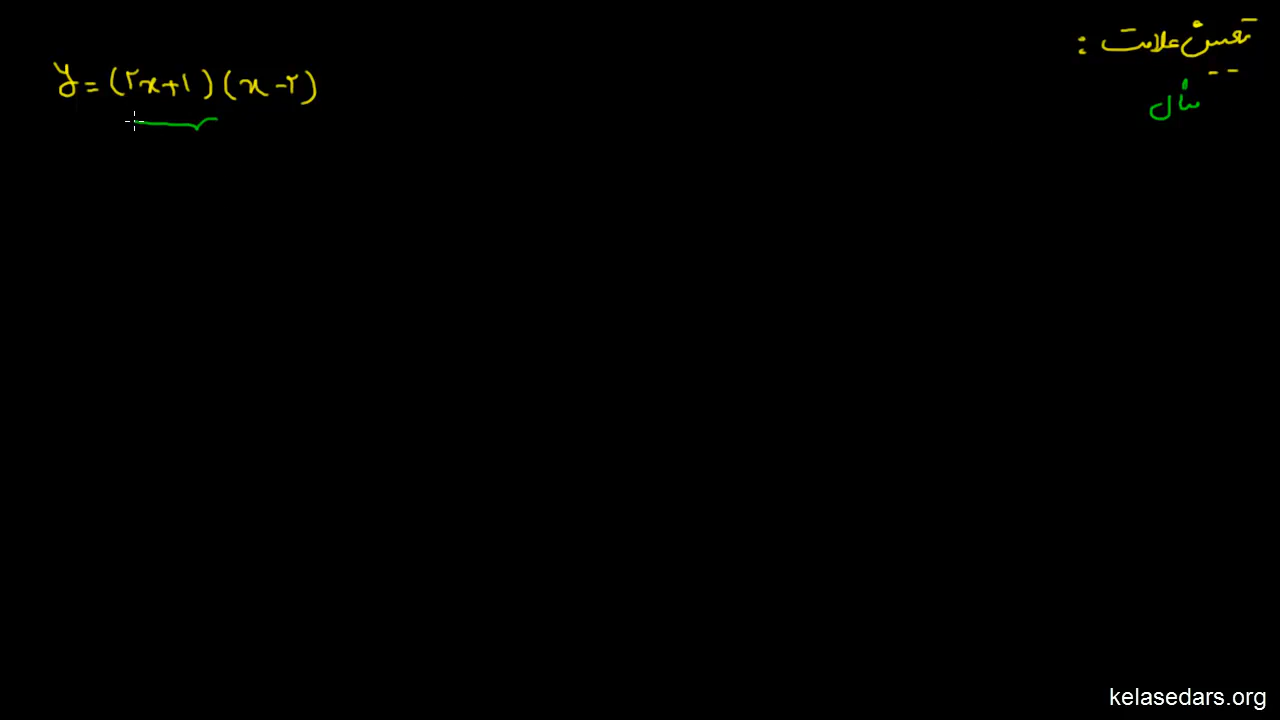 تعیین علامت :
مثال
y = (۲x+۱)(x-۲)
kelasedars.org